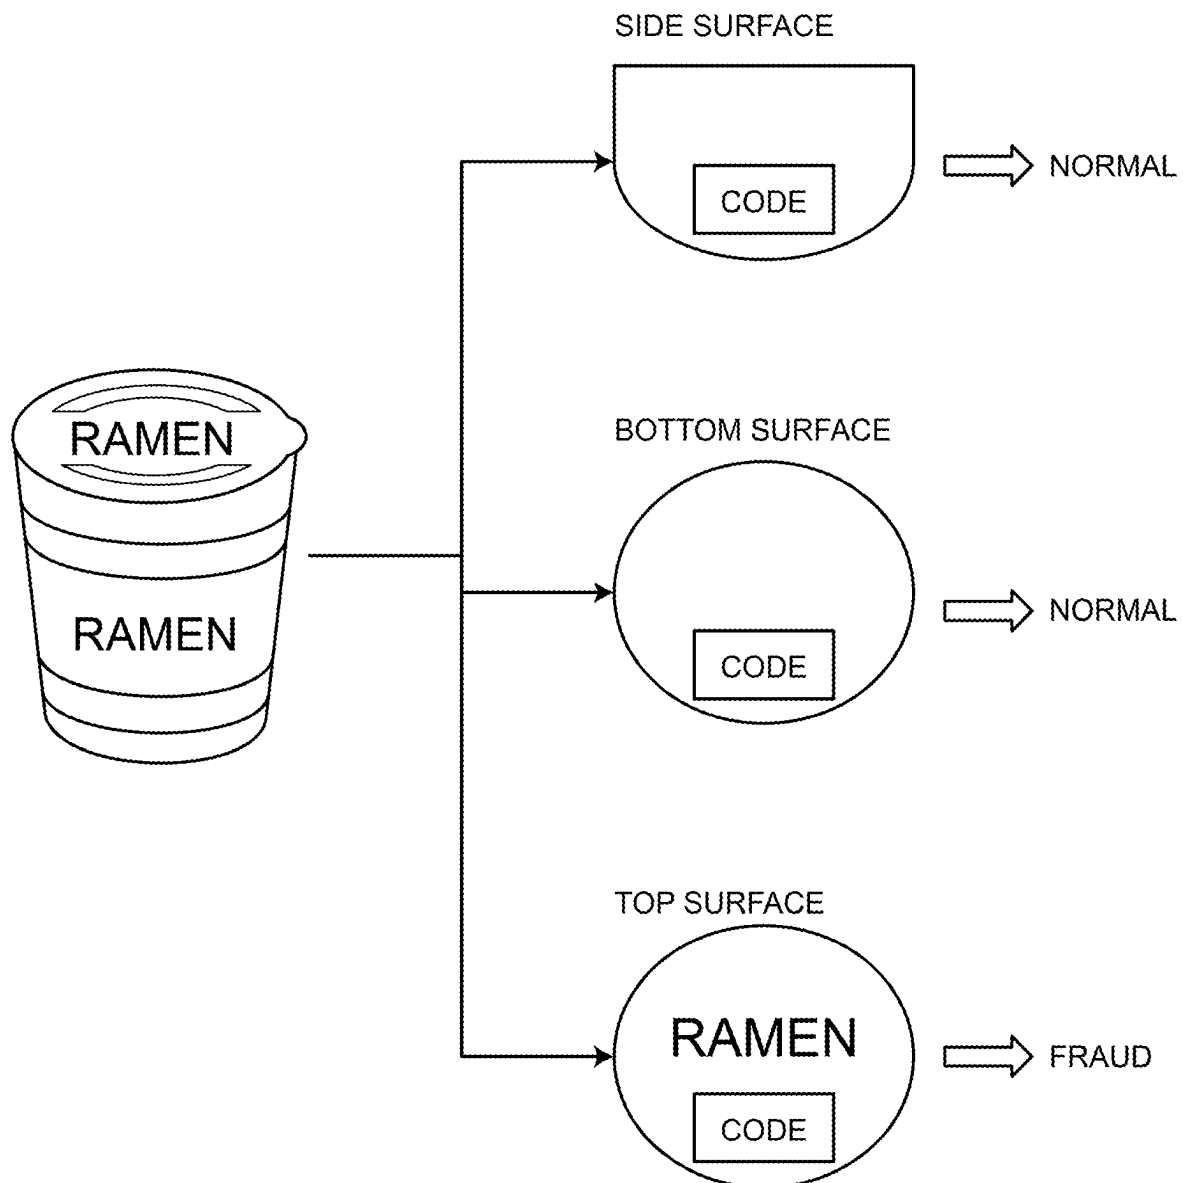 SIDE SURFACE
CODE
NORMAL
RAMEN
RAMEN
BOTTOM SURFACE
CODE
NORMAL
TOP SURFACE
RAMEN
CODE
FRAUD